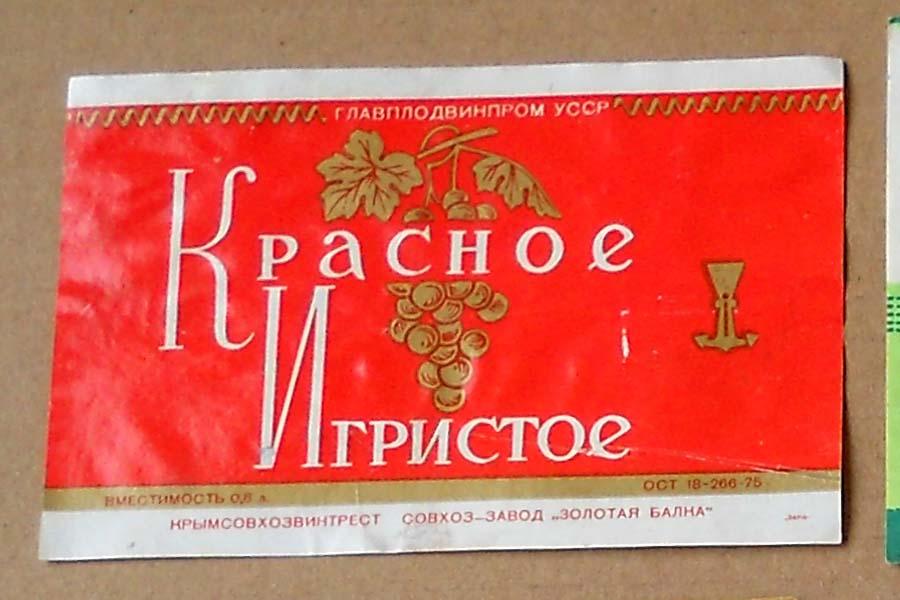 ГЛАВПЛОДВИНПРОМ УССР
Красное
Игристое
ВМЕСТИМОСТЬ 0,8 л.
ОСТ 18-266-75
КРЫМСОВХОЗВИНТРЕСТ СОВХОЗ-ЗАВОД „ЗОЛОТАЯ БАЛКА"